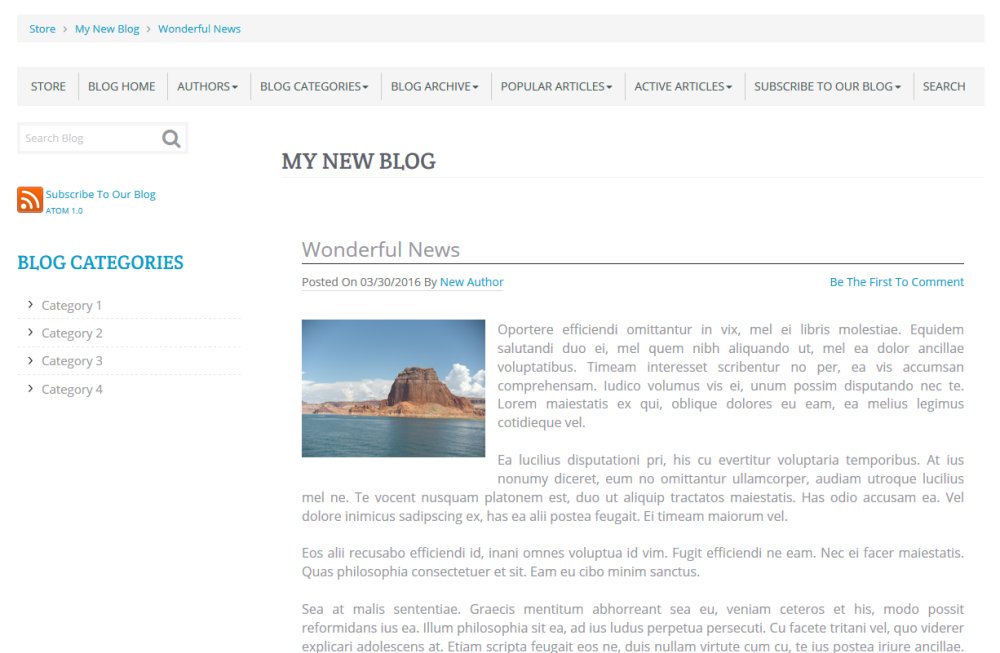 Store > My New Blog > Wonderful News
STORE BLOG HOME AUTHORS BLOG CATEGORIES BLOG ARCHIVE POPULAR ARTICLES ACTIVE ARTICLES SUBSCRIBE TO OUR BLOG SEARCH
Search Blog
Subscribe To Our Blog
ATOM 1.0
BLOG CATEGORIES
Category 1
Category 2
Category 3
Category 4
MY NEW BLOG
Wonderful News
Posted On 03/30/2016 By New Author Be The First To Comment
Oportere efficiendi omittantur in vix, mel ei libris molestiae. Equidem
salutandi duo ei, mel quem nibh aliquando ut, mel ea dolor ancillae
voluptatibus. Timeam interesset scribentur no per, ea vis accumsan
comprehensam. Iudico volumus vis ei, unum possim disputando nec te.
Lorem maiestatis ex qui, oblique dolores eu eam, ea melius legimus
cotidieque vel.
Ea lucilius disputationi pri, his cu evertitur voluptaria temporibus. At ius
nonumy diceret, eum no omittantur ullamcorper, audiam utroque lucilius
mel ne. Te vocent nusquam platonem est, duo ut aliquip tractatos maiestatis. Has odio accusam ea. Vel
dolore inimicus sadipscing ex, has ea alii postea feugait. Ei timeam maiorum vel.
Eos alii recusabo efficiendi id, inani omnes voluptua id vim. Fugit efficiendi ne eam. Nec ei facer maiestatis.
Quas philosophia consectetuer et sit. Eam eu cibo minim sanctus.
Sea at malis sententiae. Graecis mentitum abhorreant sea eu, veniam ceteros et his, modo possit
reformidans ius ea. Illum philosophia sit ea, ad ius ludus perpetua persecuti. Cu facete tritani vel, quo viderer
explicari adolescens at. Etiam scripta feugait eos ne, duis nullam virtute cum cu, te ius postea iriure ancillae.